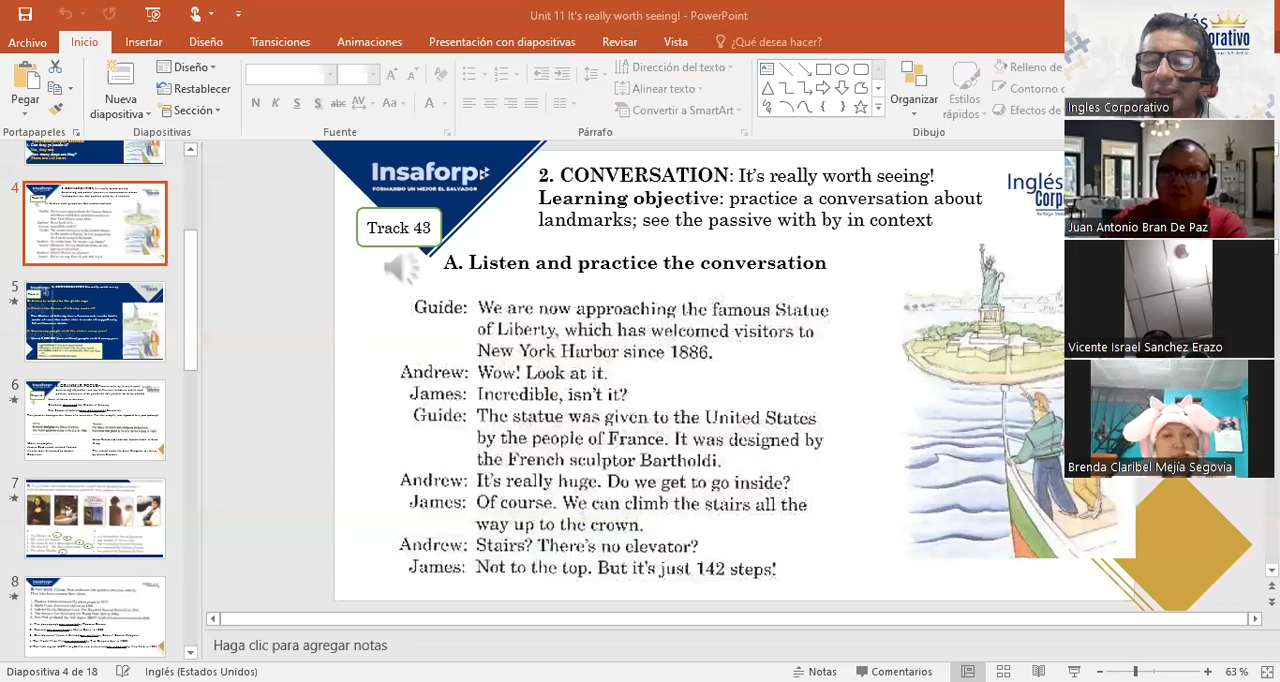 Unit 11 It's really worth seeing! - PowerPoint
Archivo Inicio Insertar Diseño Transiciones Animaciones Presentación con diapositivas Revisar Vista ¿Qué desea hacer?
Pegar
Nueva diapositiva
Diseño
Restablecer
Sección
N K S S abc AV Aa A
Dirección del texto
Alinear texto
Convertir a SmartArt
Organizar
Estilos rápidos
Relleno de
Contorno
Efectos de
Portapapeles Diapositivas Fuente Párrafo Dibujo
4
5
6
7
8
Insaforp
FORMANDO UN MEJOR EL SALVADOR
Track 43
2. CONVERSATION: It's really worth seeing!
Learning objective: practice a conversation about
landmarks; see the passive with by in context
Inglés
Corp
A. Listen and practice the conversation
Guide: We are now approaching the famous Statue
of Liberty, which has welcomed visitors to
New York Harbor since 1886.
Andrew: Wow! Look at it.
James: Incredible, isn't it?
Guide: The statue was given to the United States
by the people of France. It was designed by
the French sculptor Bartholdi.
Andrew: It's really huge. Do we get to go inside?
James: Of course. We can climb the stairs all the
way up to the crown.
Andrew: Stairs? There's no elevator?
James: Not to the top. But it's just 142 steps!
Inglés
Ingles Corporativo
Juan Antonio Bran De Paz
Vicente Israel Sanchez Erazo
Brenda Claribel Mejía Segovia
Haga clic para agregar notas
Diapositiva 4 de 18 Inglés (Estados Unidos) Notas Comentarios 63 %